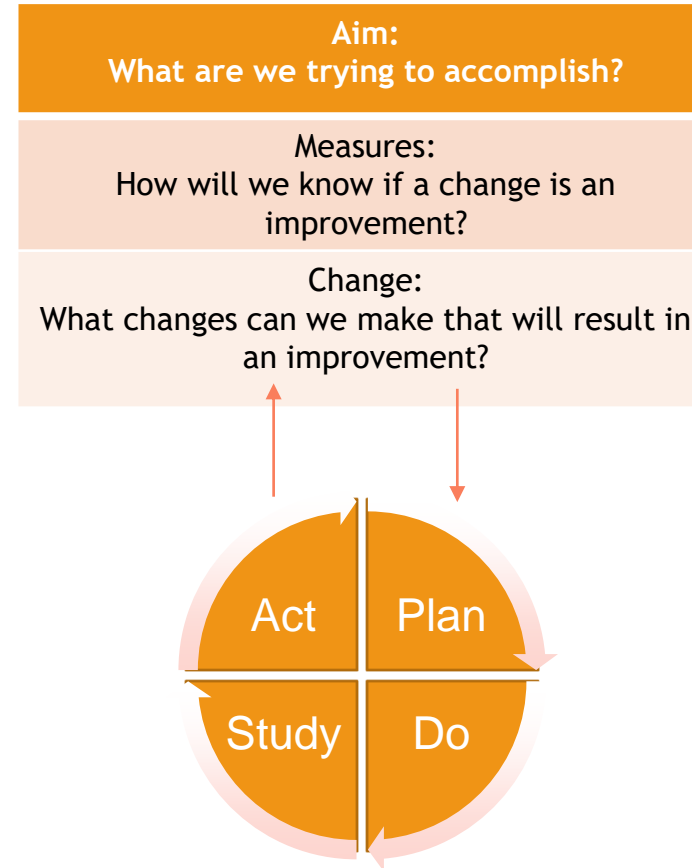 Aim:
What are we trying to accomplish?
Measures:
How will we know if a change is an
improvement?
Change:
What changes can we make that will result in
an improvement?
Act
Plan
Study
Do